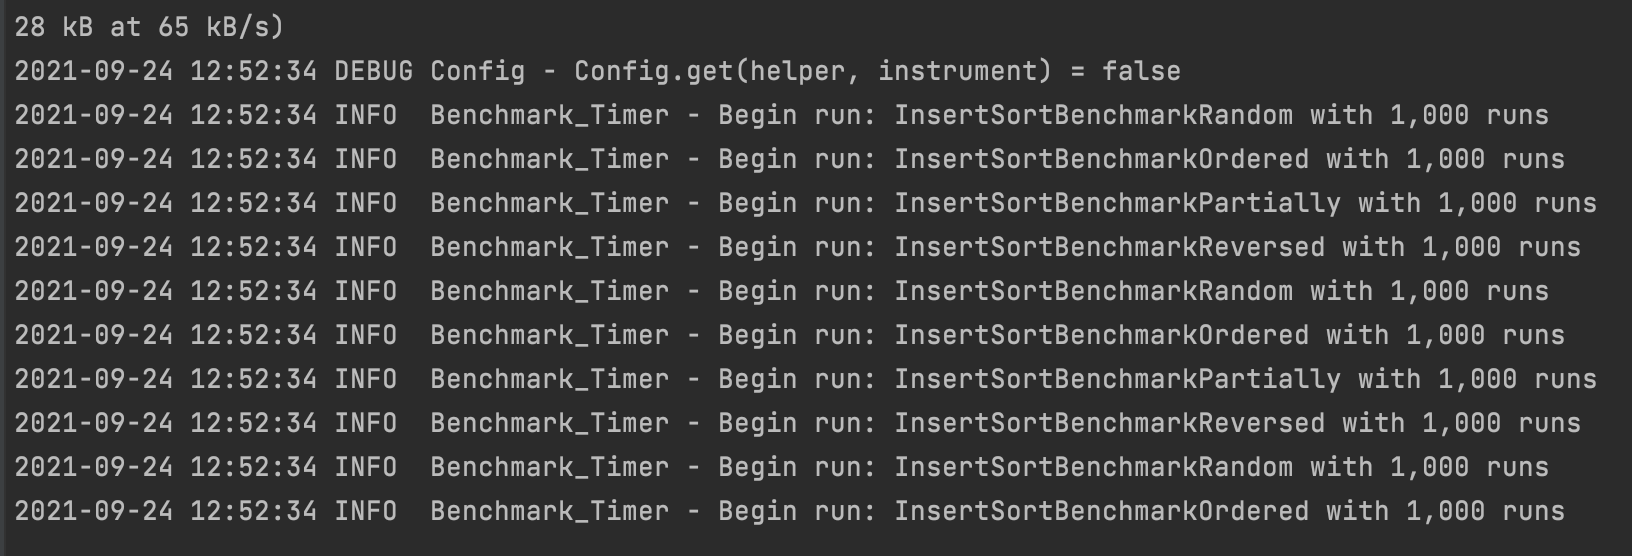 28 kB at 65 kB/s)
2021-09-24 12:52:34 DEBUG Config - Config.get(helper, instrument) = false
2021-09-24 12:52:34 INFO  Benchmark_Timer - Begin run: InsertSortBenchmarkRandom with 1,000 runs
2021-09-24 12:52:34 INFO  Benchmark_Timer - Begin run: InsertSortBenchmarkOrdered with 1,000 runs
2021-09-24 12:52:34 INFO  Benchmark_Timer - Begin run: InsertSortBenchmarkPartially with 1,000 runs
2021-09-24 12:52:34 INFO  Benchmark_Timer - Begin run: InsertSortBenchmarkReversed with 1,000 runs
2021-09-24 12:52:34 INFO  Benchmark_Timer - Begin run: InsertSortBenchmarkRandom with 1,000 runs
2021-09-24 12:52:34 INFO  Benchmark_Timer - Begin run: InsertSortBenchmarkOrdered with 1,000 runs
2021-09-24 12:52:34 INFO  Benchmark_Timer - Begin run: InsertSortBenchmarkPartially with 1,000 runs
2021-09-24 12:52:34 INFO  Benchmark_Timer - Begin run: InsertSortBenchmarkReversed with 1,000 runs
2021-09-24 12:52:34 INFO  Benchmark_Timer - Begin run: InsertSortBenchmarkRandom with 1,000 runs
2021-09-24 12:52:34 INFO  Benchmark_Timer - Begin run: InsertSortBenchmarkOrdered with 1,000 runs